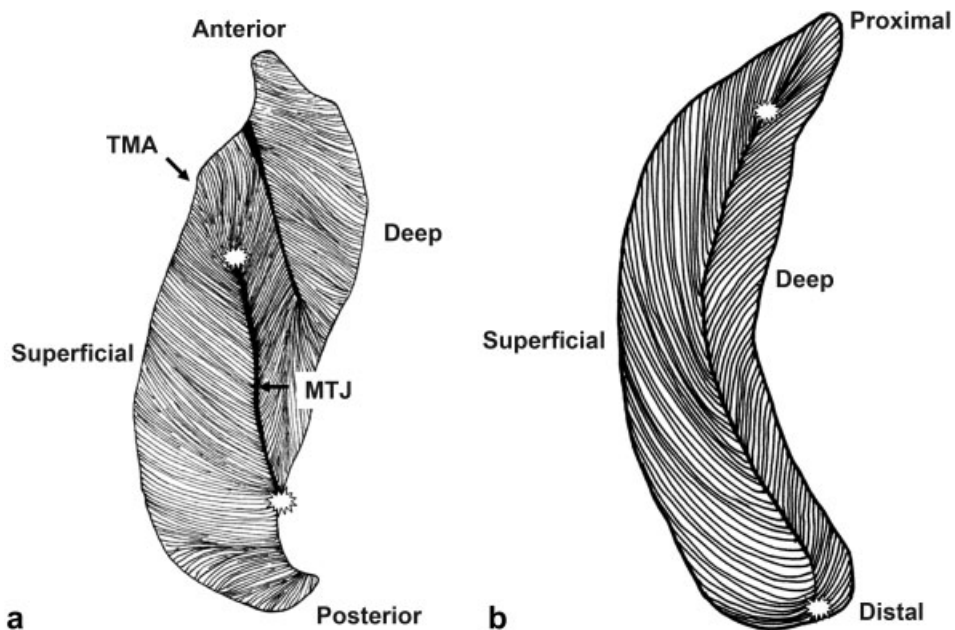 Anterior
TMA
Deep
Superficial
MTJ
Posterior
a
Proximal
Deep
Superficial
Distal
b